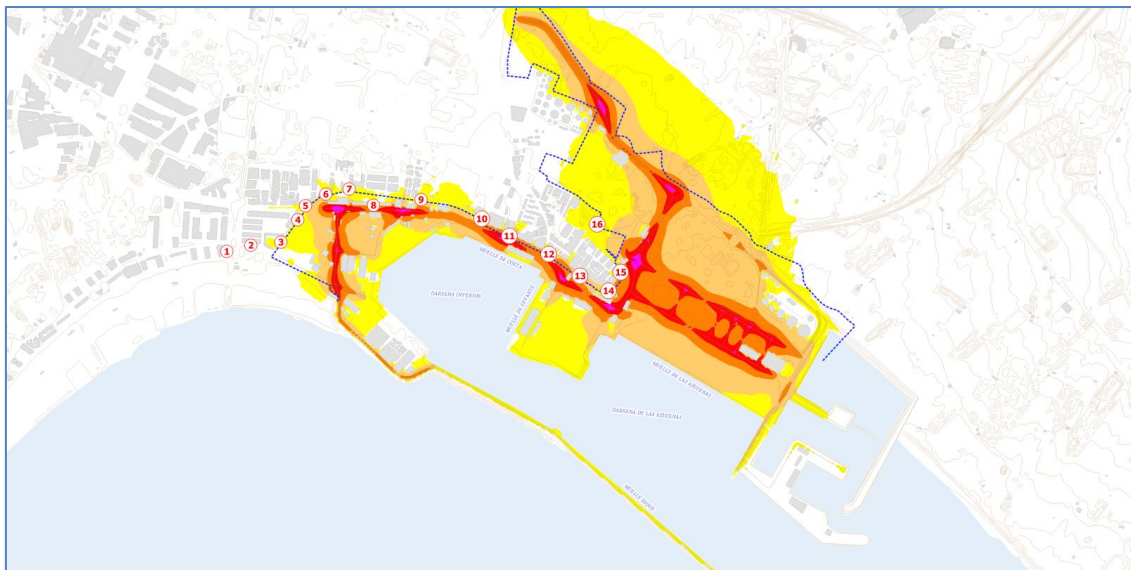 7
6
9
8
5
4
10
16
11
3
2
1
12
MUELLE DE COSTA
15
13
DARSENA INTERIOR
14
MUELLE DE LEVANTE
MUELLE DE LAS AZUCENAS
DARSENA DE LAS AZUCENAS
MUELLE DIQUE